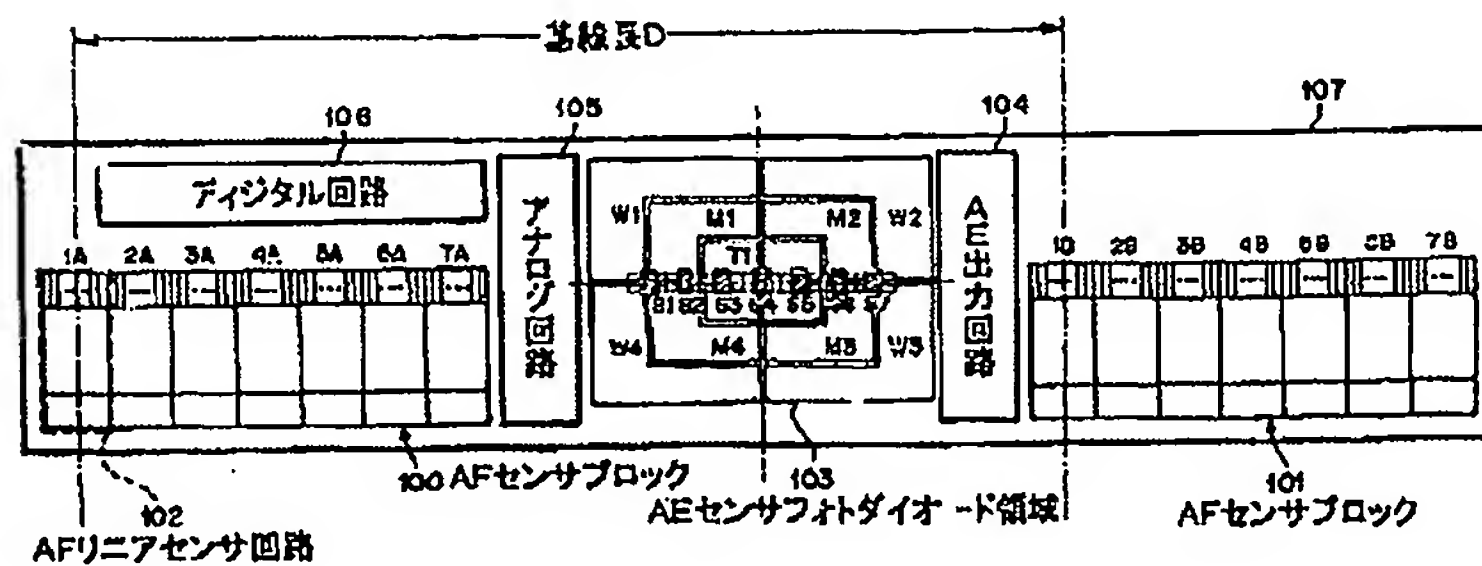 基線長D
106
105
104
107
ディジタル回路
アナログ回路
AE出力回路
W1 M1 M2 W2
T1
W4 M4 M3 W3
1A 2A 3A 4A 5A 6A 7A
2B 3B 4B 5B 6B 7B
100 AFセンサブロック
103
AEセンサフォトダイオード領域
101
AFセンサブロック
102
AFリニアセンサ回路